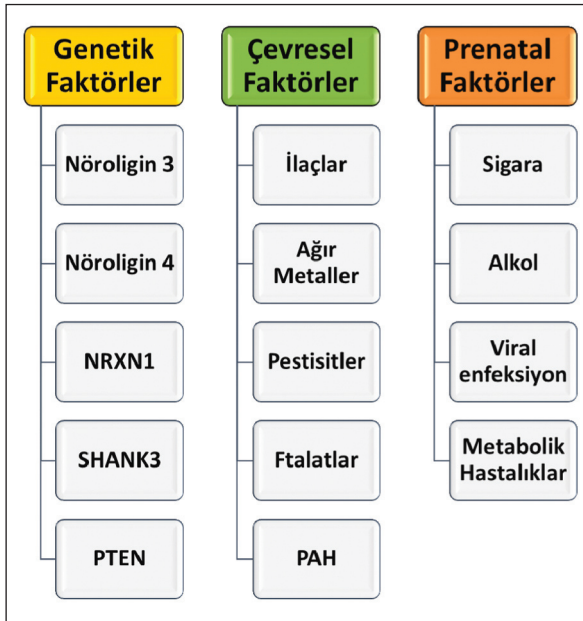 Genetik
Faktörler
Nöroligin 3
Nöroligin 4
NRXN1
SHANK3
PTEN
Çevresel
Faktörler
İlaçlar
Ağır
Metaller
Pestisitler
Ftalatlar
PAH
Prenatal
Faktörler
Sigara
Alkol
Viral
enfeksiyon
Metabolik
Hastalıklar